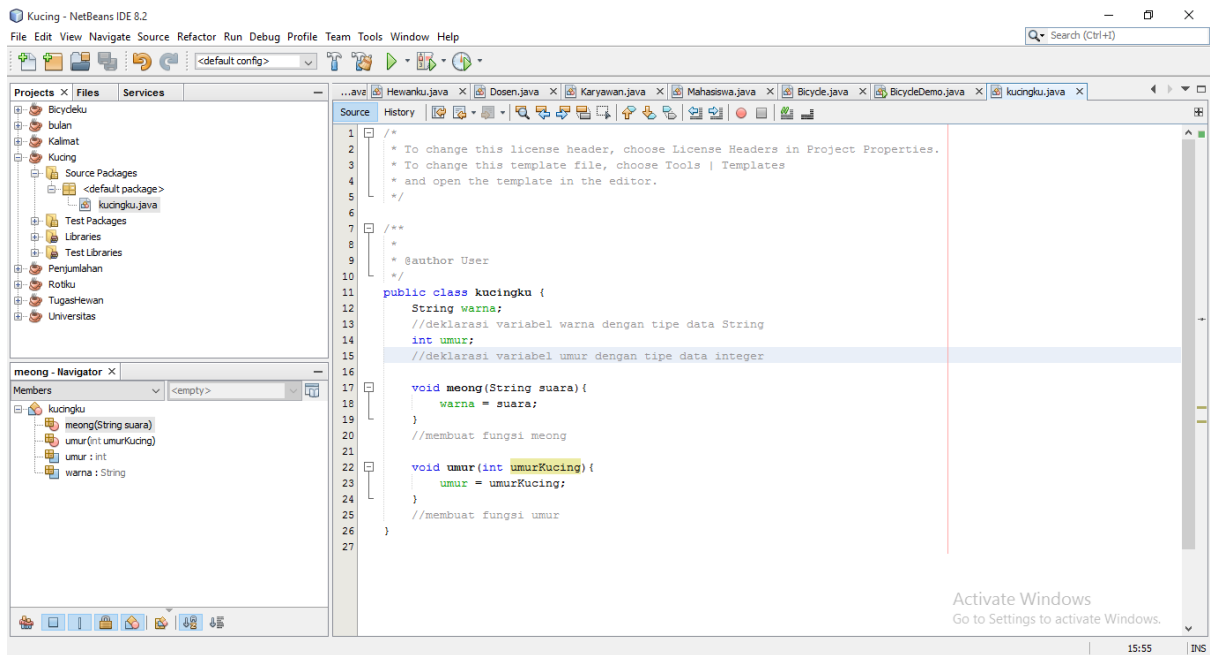 Kucing - NetBeans IDE 8.2
File Edit View Navigate Source Refactor Run Debug Profile Team Tools Window Help
Search (Ctrl+I)
<default config>
Projects Files Services
Bicycleku
bulan
Kalimat
Kucing
Source Packages
<default package>
kucingku.java
Test Packages
Libraries
Test Libraries
Penjumlahan
Rotiku
TugasHewan
Universitas
meong - Navigator
Members <empty>
kucingku
meong(String suara)
umur(int umurKucing)
umur : int
warna : String
...ava Hewanku.java Dosen.java Karyawan.java Mahasiswa.java Bicycle.java BicycleDemo.java kucingku.java
Source History
1 /*
2 * To change this license header, choose License Headers in Project Properties.
3 * To change this template file, choose Tools | Templates
4 * and open the template in the editor.
5 */
6
7 /**
8 *
9 * @author User
10 */
11 public class kucingku {
12 String warna;
13 //deklarasi variabel warna dengan tipe data String
14 int umur;
15 //deklarasi variabel umur dengan tipe data integer
16
17 void meong(String suara){
18 warna = suara;
19 }
20 //membuat fungsi meong
21
22 void umur(int umurKucing){
23 umur = umurKucing;
24 }
25 //membuat fungsi umur
26 }
27
Activate Windows
Go to Settings to activate Windows.
15:55 INS